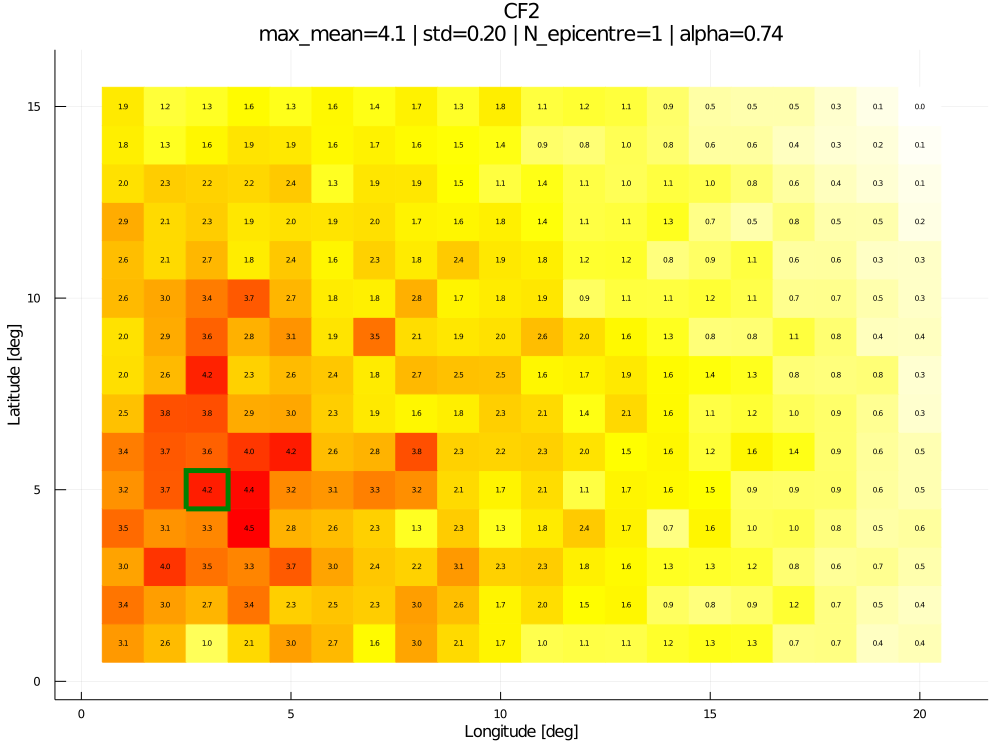 CF2
max_mean=4.1 | std=0.20 | N_epicentre=1 | alpha=0.74
15 1.9 1.2 1.3 1.6 1.3 1.6 1.4 1.7 1.3 1.8 1.1 1.2 1.1 0.9 0.5 0.5 0.5 0.3 0.1 0.0
1.8 1.3 1.6 1.9 1.9 1.6 1.7 1.6 1.5 1.4 0.9 0.8 1.0 0.8 0.6 0.6 0.4 0.3 0.2 0.1
2.0 2.3 2.2 2.2 2.4 1.3 1.9 1.9 1.5 1.1 1.4 1.1 1.0 1.1 1.0 0.8 0.6 0.4 0.3 0.1
2.9 2.1 2.3 1.9 2.0 1.9 2.0 1.7 1.6 1.8 1.4 1.1 1.1 1.3 0.7 0.5 0.8 0.5 0.5 0.2
2.6 2.1 2.7 1.8 2.4 1.6 2.3 1.8 2.4 1.9 1.8 1.2 1.2 0.8 0.9 1.1 0.6 0.6 0.3 0.3
10 2.6 3.0 3.4 3.7 2.7 1.8 1.8 2.8 1.7 1.8 1.9 0.9 1.1 1.1 1.2 1.1 0.7 0.7 0.5 0.3
2.0 2.9 3.6 2.8 3.1 1.9 3.5 2.1 1.9 2.0 2.6 2.0 1.6 1.3 0.8 0.8 1.1 0.8 0.4 0.4
2.0 2.6 4.2 2.3 2.6 2.4 1.8 2.7 2.5 2.5 1.6 1.7 1.9 1.6 1.4 1.3 0.8 0.8 0.8 0.3
2.5 3.8 3.8 2.9 3.0 2.3 1.9 1.6 1.8 2.3 2.1 1.4 2.1 1.6 1.1 1.2 1.0 0.9 0.6 0.3
3.4 3.7 3.6 4.0 4.2 2.6 2.8 3.8 2.3 2.2 2.3 2.0 1.5 1.6 1.2 1.6 1.4 0.9 0.6 0.5
5 3.2 3.7 4.2 4.4 3.2 3.1 3.3 3.2 2.1 1.7 2.1 1.1 1.7 1.6 1.5 0.9 0.9 0.9 0.6 0.5
3.5 3.1 3.3 4.5 2.8 2.6 2.3 1.3 2.3 1.3 1.8 2.4 1.7 0.7 1.6 1.0 1.0 0.8 0.5 0.6
3.0 4.0 3.5 3.3 3.7 3.0 2.4 2.2 3.1 2.3 2.3 1.8 1.6 1.3 1.3 1.2 0.8 0.6 0.7 0.5
3.4 3.0 2.7 3.4 2.3 2.5 2.3 3.0 2.6 1.7 2.0 1.5 1.6 0.9 0.8 0.9 1.2 0.7 0.5 0.4
3.1 2.6 1.0 2.1 3.0 2.7 1.6 3.0 2.1 1.7 1.0 1.1 1.1 1.2 1.3 1.3 0.7 0.7 0.4 0.4
0
0 5 10 15 20
Longitude [deg]
Latitude [deg]